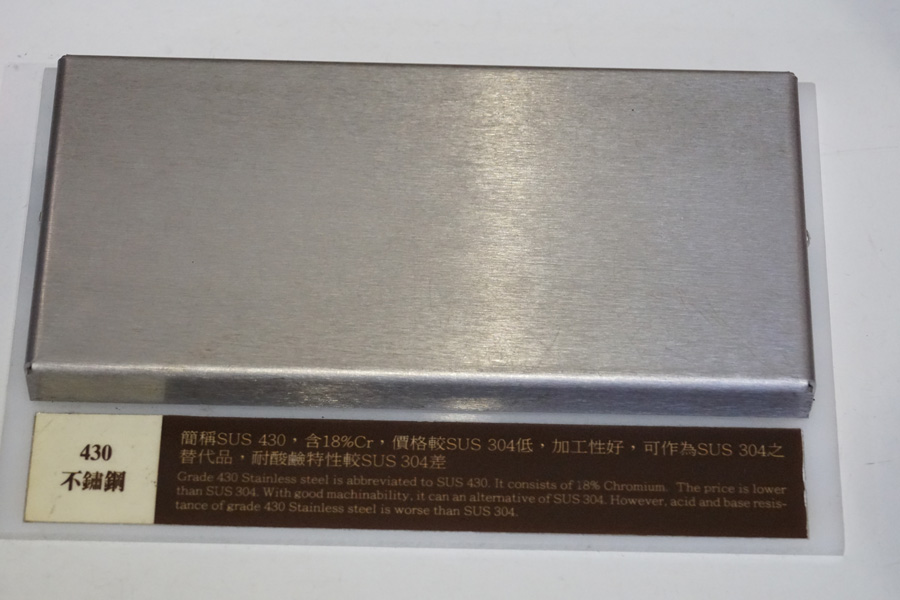 430
不鏽鋼
簡稱SUS 430，含18%Cr，價格較SUS 304低，加工性好，可作為SUS 304之
替代品，耐酸鹼特性較SUS 304差
Grade 430 Stainless steel is abbreviated to SUS 430. It consists of 18% Chromium. The price is lower
than SUS 304. With good machinability, it can an alternative of SUS 304. However, acid and base resis-
tance of grade 430 Stainless steel is worse than SUS 304.